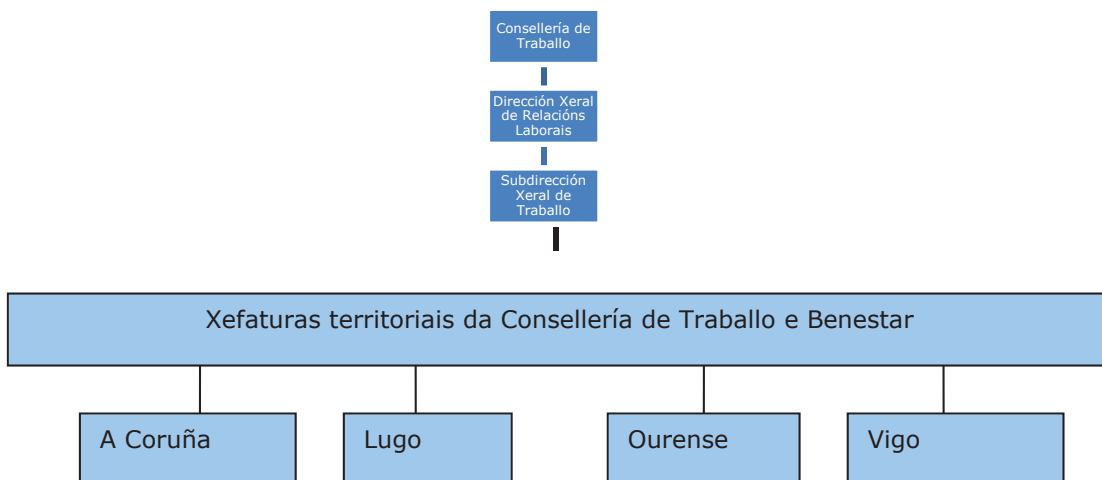 Consellería de
Traballo
Dirección Xeral
de Relacións
Laborais
Subdirección
Xeral de
Traballo
Xefaturas territoriais da Consellería de Traballo e Benestar
A Coruña
Lugo
Ourense
Vigo